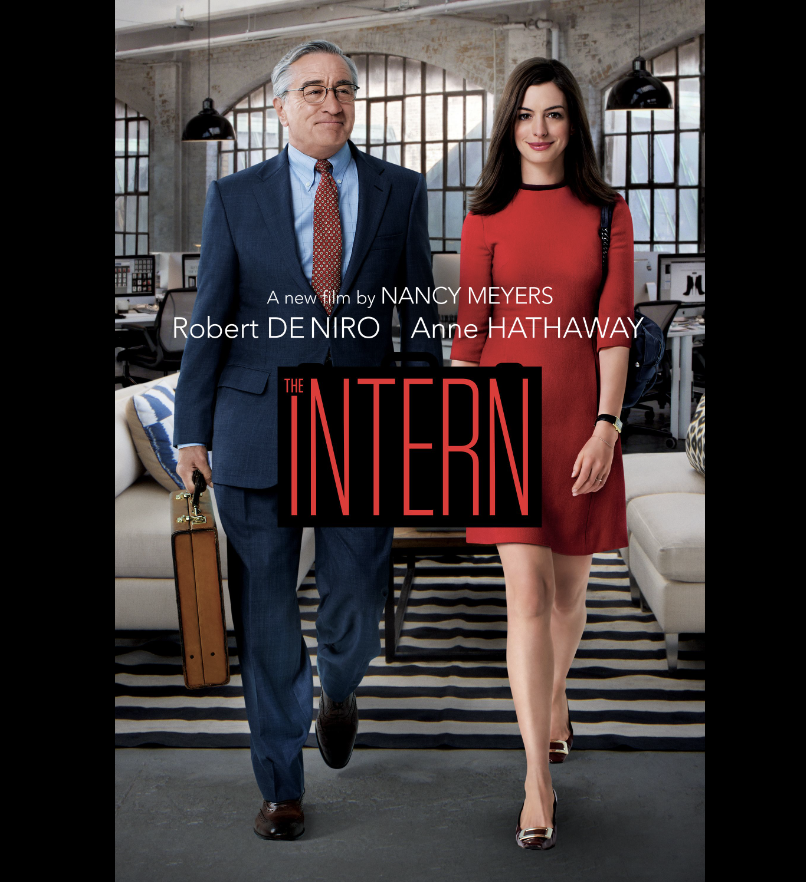 A new film by NANCY MEYERS
Robert DE NIRO Anne HATHAWAY
THE
INTERN